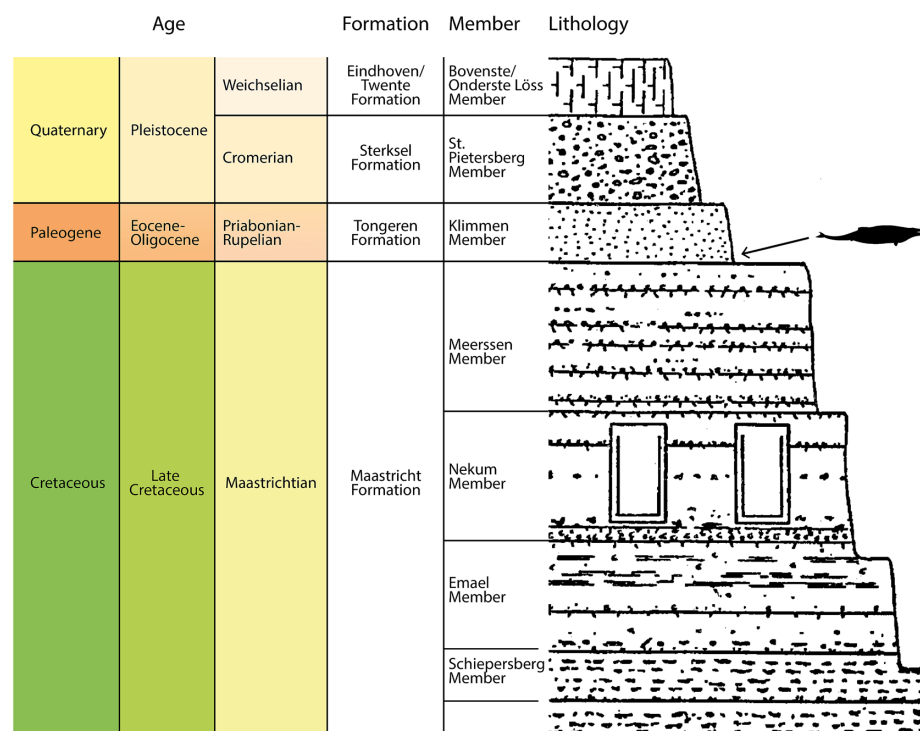 Age Formation Member Lithology
Quaternary
Pleistocene
Weichselian
Eindhoven/
Twente
Formation
Bovenste/
Onderste Löss
Member
Cromerian
Sterksel
Formation
St.
Pietersberg
Member
Paleogene
Eocene-
Oligocene
Priabonian-
Rupelian
Tongeren
Formation
Klimmen
Member
Cretaceous
Late
Cretaceous
Maastrichtian
Maastricht
Formation
Meerssen
Member
Nekum
Member
Emael
Member
Schiepersberg
Member